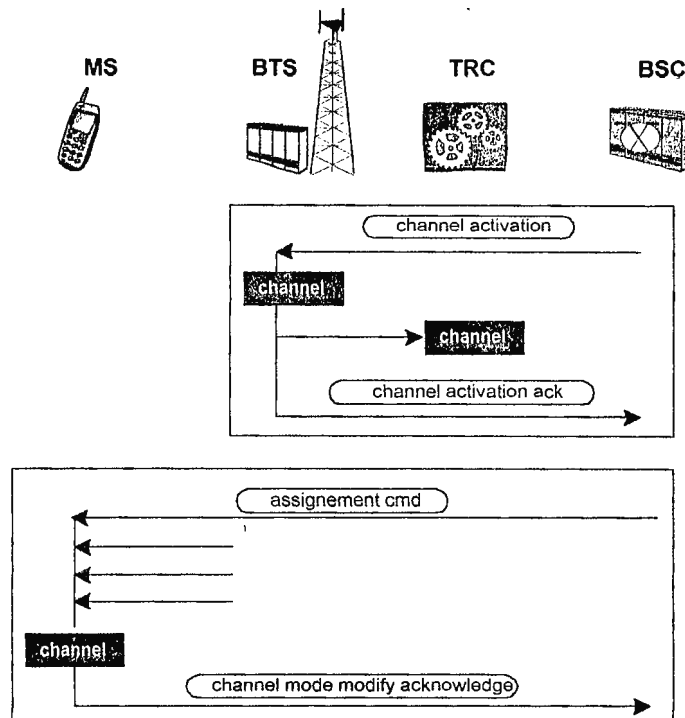 MS BTS TRC BSC
channel activation
channel
channel
channel activation ack
assignement cmd
channel
channel mode modify acknowledge